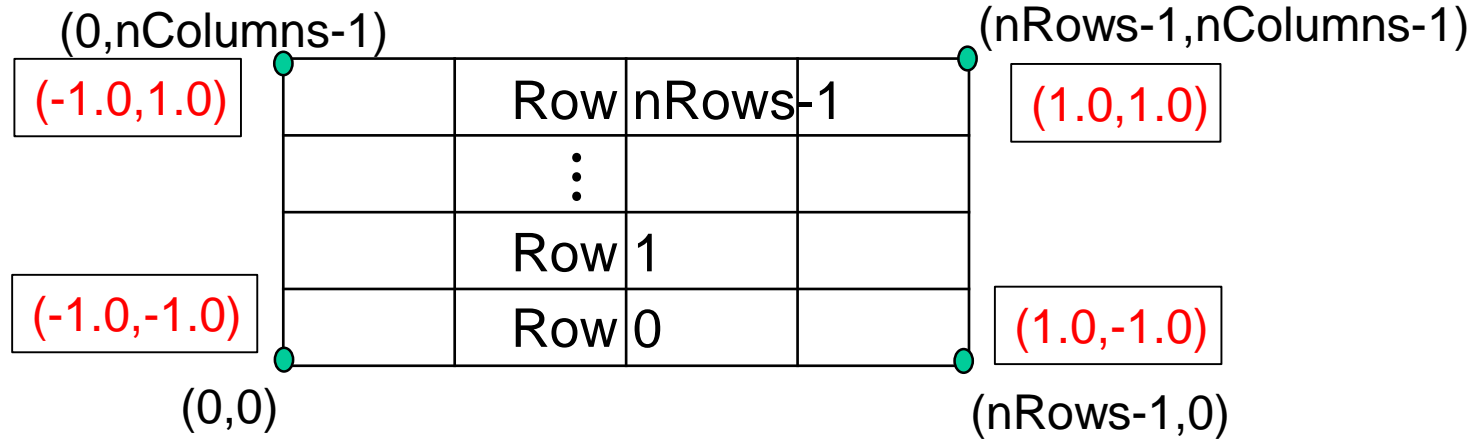 (0,nColumns-1)
(nRows-1,nColumns-1)
(-1.0,1.0)
Row nRows-1
(1.0,1.0)
⋮
Row 1
(-1.0,-1.0)
Row 0
(1.0,-1.0)
(0,0)
(nRows-1,0)